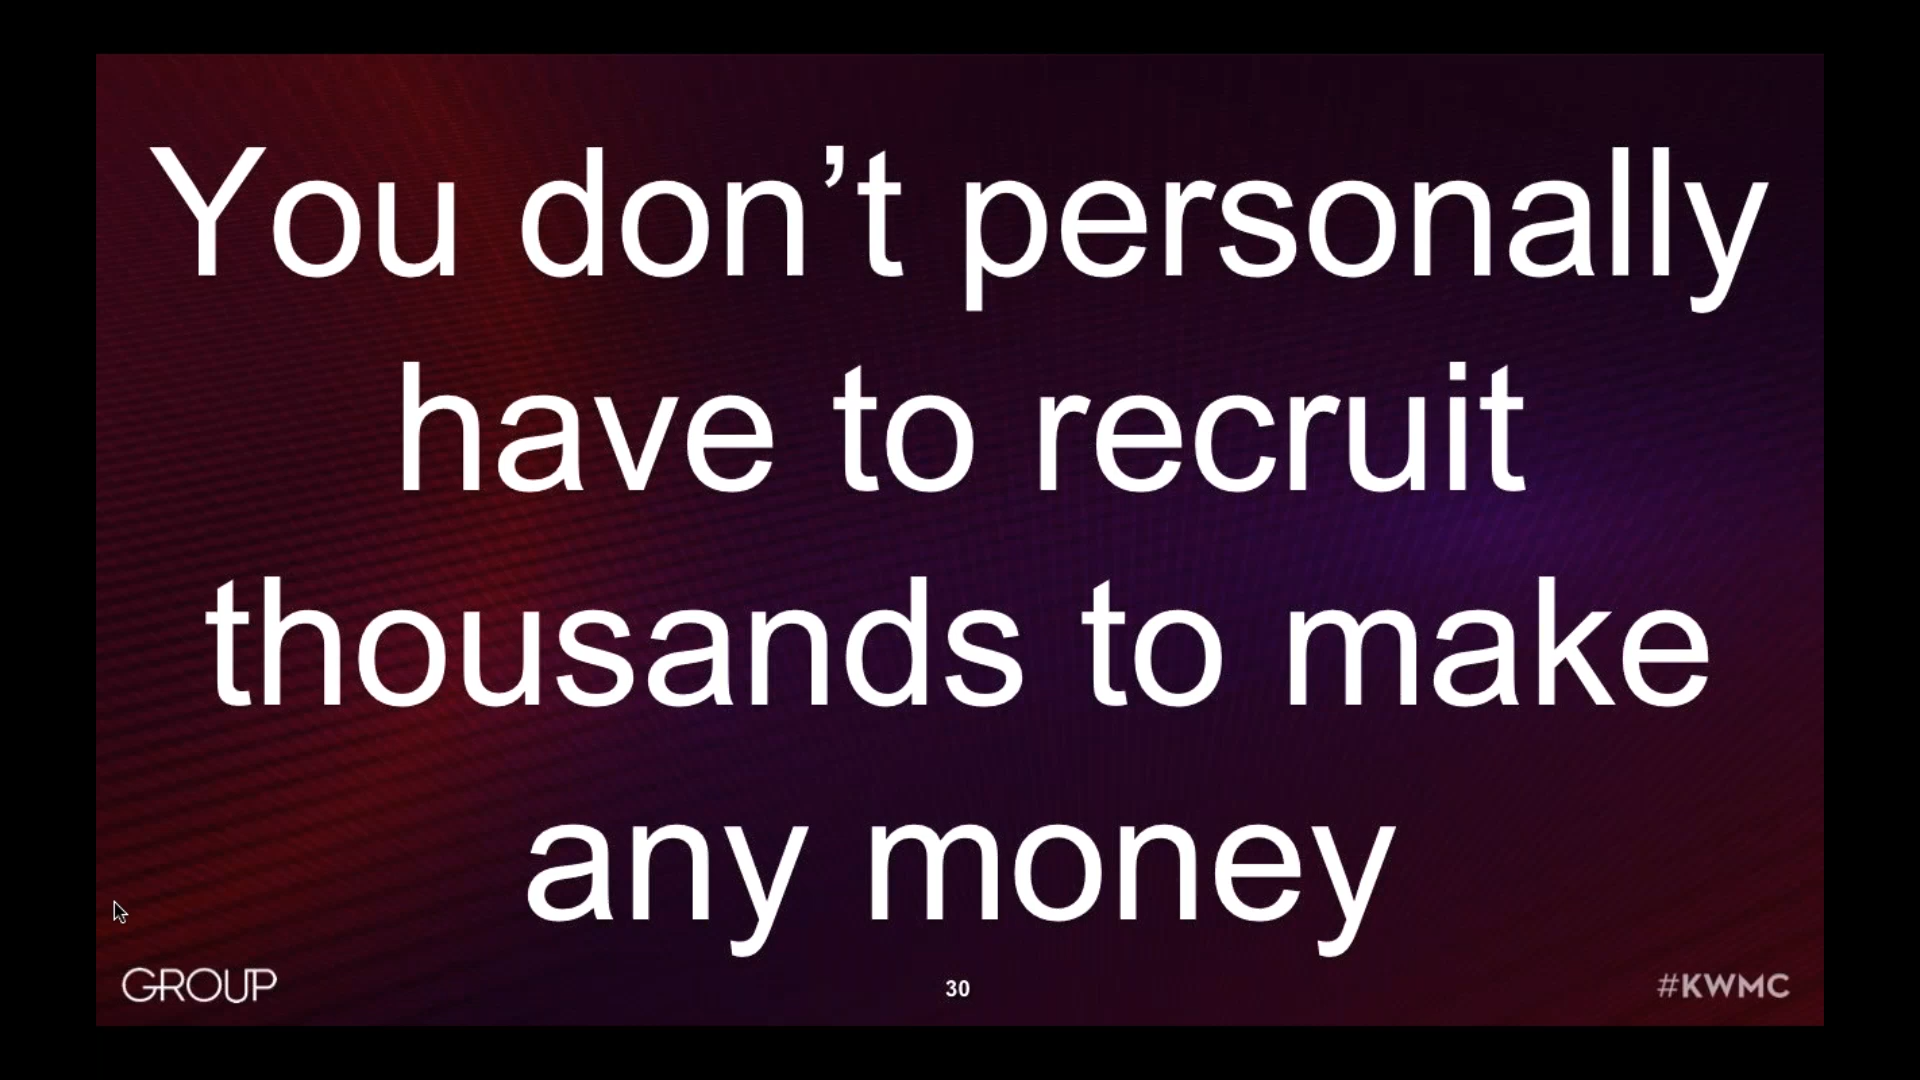 You don’t personally
have to recruit
thousands to make
any money
GROUP
30
#KWMC